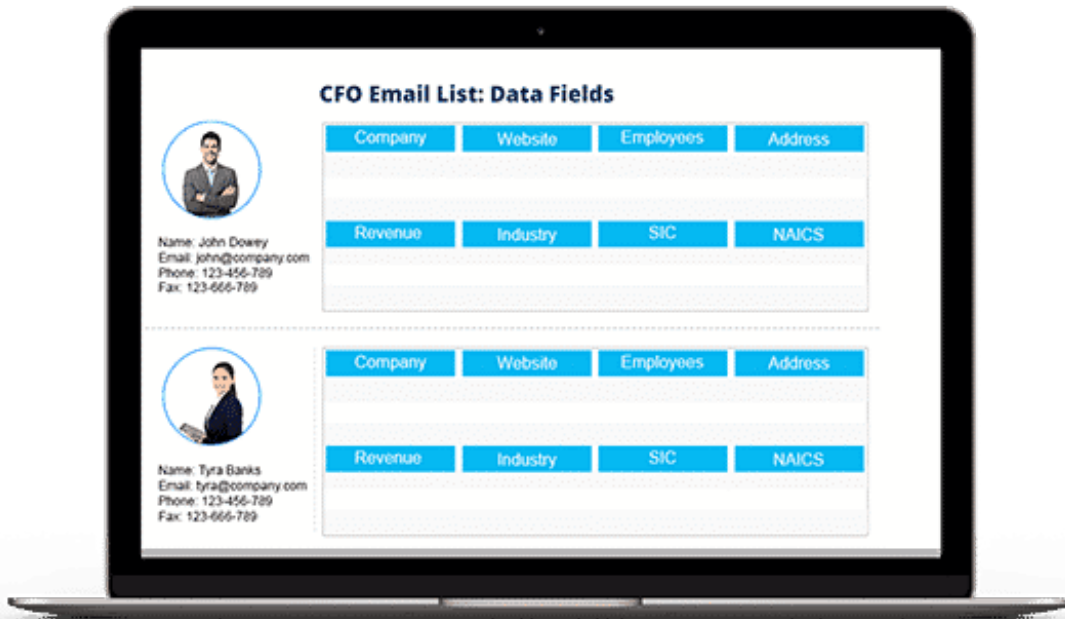 CFO Email List: Data Fields
Company Website Employees Address
Revenue Industry SIC NAICS
Name: John Dowey
Email: john@company.com
Phone: 123-456-789
Fax: 123-666-789
Company Website Employees Address
Revenue Industry SIC NAICS
Name: Tyra Banks
Email: tyra@company.com
Phone: 123-456-789
Fax: 123-666-789